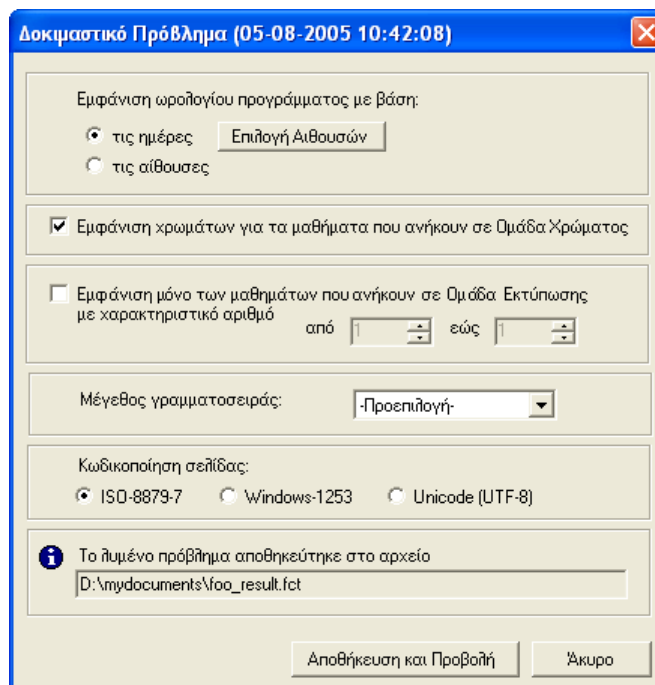 Δοκιμαστικό Πρόβλημα (05-08-2005 10:42:08)
Εμφάνιση ωρολογίου προγράμματος με βάση:
τις ημέρες Επιλογή Αιθουσών
τις αίθουσες
Εμφάνιση χρωμάτων για τα μαθήματα που ανήκουν σε Ομάδα Χρώματος
Εμφάνιση μόνο των μαθημάτων που ανήκουν σε Ομάδα Εκτύπωσης
με χαρακτηριστικό αριθμό
από 1 εώς 1
Μέγεθος γραμματοσειράς: -Προεπιλογή-
Κωδικοποίηση σελίδας:
ISO-8879-7 Windows-1253 Unicode (UTF-8)
Το λυμένο πρόβλημα αποθηκεύτηκε στο αρχείο
D:\mydocuments\foo_result.fct
Αποθήκευση και Προβολή Άκυρο